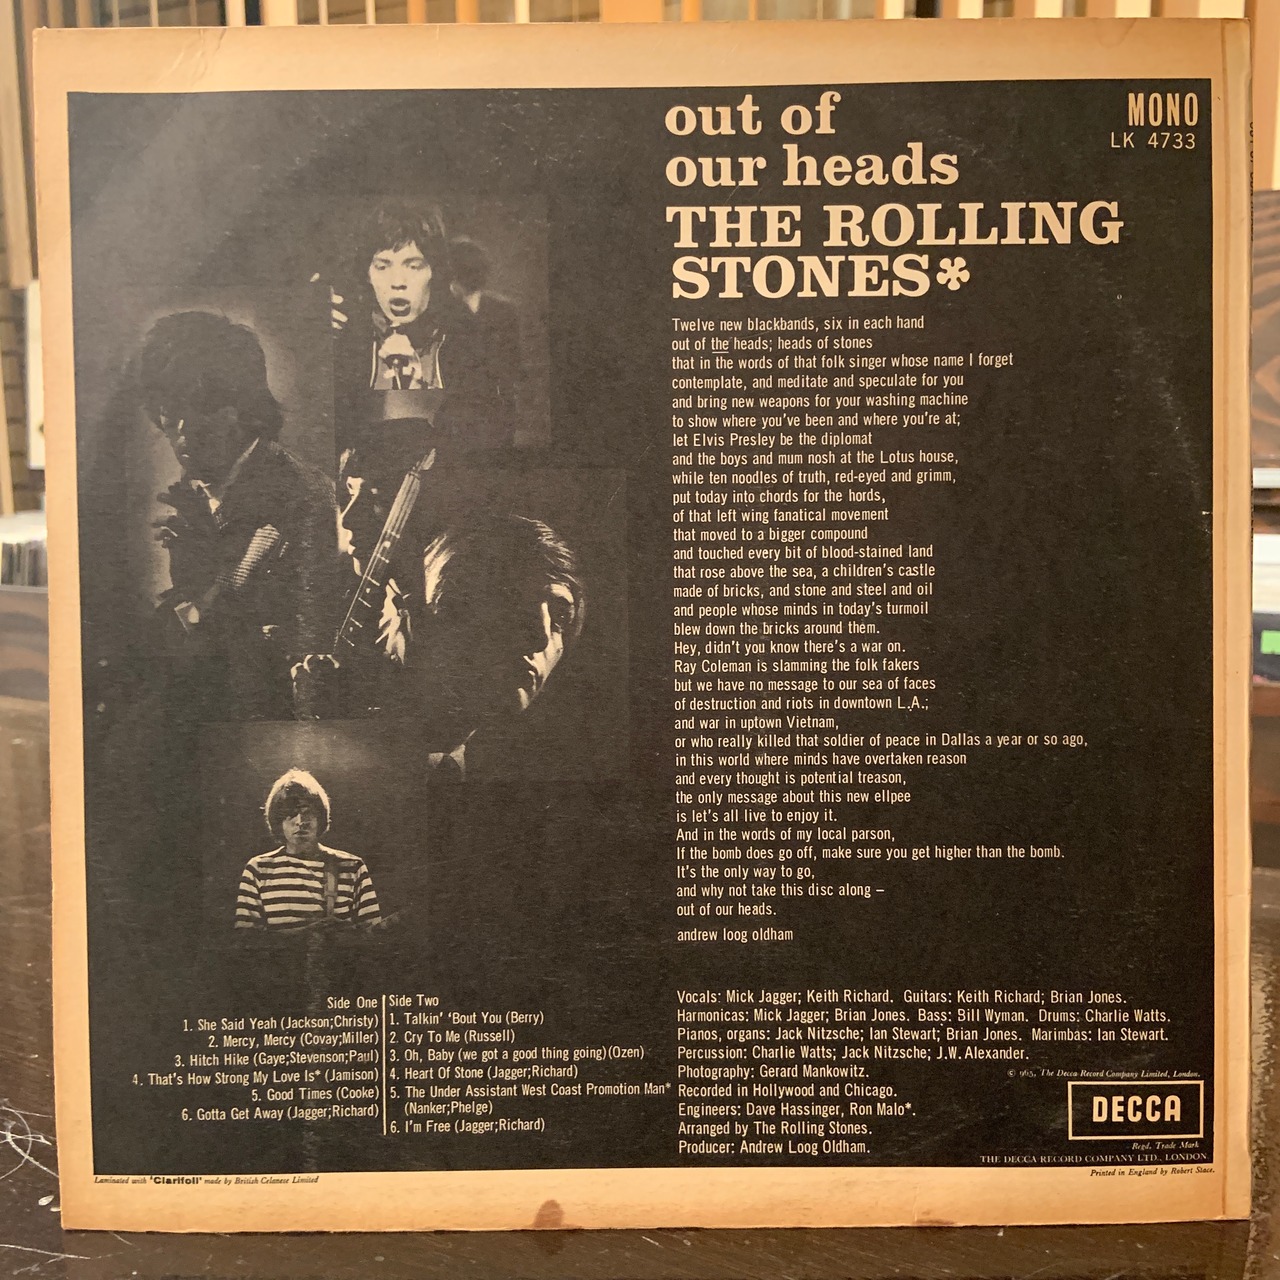 out of
our heads
THE ROLLING
STONES*
MONO
LK 4733
Twelve new blackbands, six in each hand
out of the heads; heads of stones
that in the words of that folk singer whose name I forget
contemplate, and meditate and speculate for you
and bring new weapons for your washing machine
to show where you've been and where you're at;
let Elvis Presley be the diplomat
and the boys and mum nosh at the Lotus house,
while ten noodles of truth, red-eyed and grimm,
put today into chords for the hords,
of that left wing fanatical movement
that moved to a bigger compound
and touched every bit of blood-stained land
that rose above the sea, a children's castle
made of bricks, and stone and steel and oil
and people whose minds in today's turmoil
blew down the bricks around them.
Hey, didn't you know there's a war on.
Ray Coleman is slamming the folk fakers
but we have no message to our sea of faces
of destruction and riots in downtown L.A.;
and war in uptown Vietnam,
or who really killed that soldier of peace in Dallas a year or so ago,
in this world where minds have overtaken reason
and every thought is potential treason,
the only message about this new ellpee
is let's all live to enjoy it.
And in the words of my local parson,
If the bomb does go off, make sure you get higher than the bomb.
It's the only way to go,
and why not take this disc along –
out of our heads.
andrew loog oldham
Side One
1. She Said Yeah (Jackson;Christy)
2. Mercy, Mercy (Covay;Miller)
3. Hitch Hike (Gaye;Stevenson;Paul)
4. That's How Strong My Love Is* (Jamison)
5. Good Times (Cooke)
6. Gotta Get Away (Jagger;Richard)
Side Two
1. Talkin' 'Bout You (Berry)
2. Cry To Me (Russell)
3. Oh, Baby (we got a good thing going)(Ozen)
4. Heart Of Stone (Jagger;Richard)
5. The Under Assistant West Coast Promotion Man*
(Nanker;Phelge)
6. I'm Free (Jagger;Richard)
Vocals: Mick Jagger; Keith Richard. Guitars: Keith Richard; Brian Jones.
Harmonicas: Mick Jagger; Brian Jones. Bass: Bill Wyman. Drums: Charlie Watts.
Pianos, organs: Jack Nitzsche; Ian Stewart; Brian Jones. Marimbas: Ian Stewart.
Percussion: Charlie Watts; Jack Nitzsche; J.W. Alexander.
Photography: Gerard Mankowitz.
Recorded in Hollywood and Chicago.
Engineers: Dave Hassinger, Ron Malo*.
Arranged by The Rolling Stones.
Producer: Andrew Loog Oldham.
© 1965, The Decca Record Company Limited, London.
DECCA
Regd. Trade Mark
THE DECCA RECORD COMPANY LTD., LONDON
Laminated with 'Clarifoil' made by British Celanese Limited
Printed in England by Robert Stace.